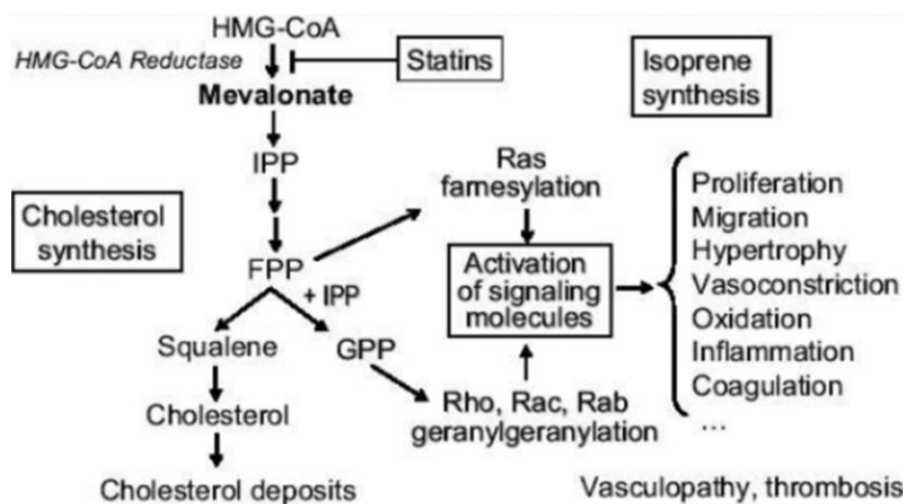 HMG-CoA
HMG-CoA Reductase
Statins
Mevalonate
Isoprene
synthesis
IPP
Ras
farnesylation
Cholesterol
synthesis
FPP
+ IPP
Activation
of signaling
molecules
Proliferation
Migration
Hypertrophy
Vasoconstriction
Oxidation
Inflammation
Coagulation
...
Squalene
GPP
Cholesterol
Rho, Rac, Rab
geranylgeranylation
Cholesterol deposits
Vasculopathy, thrombosis